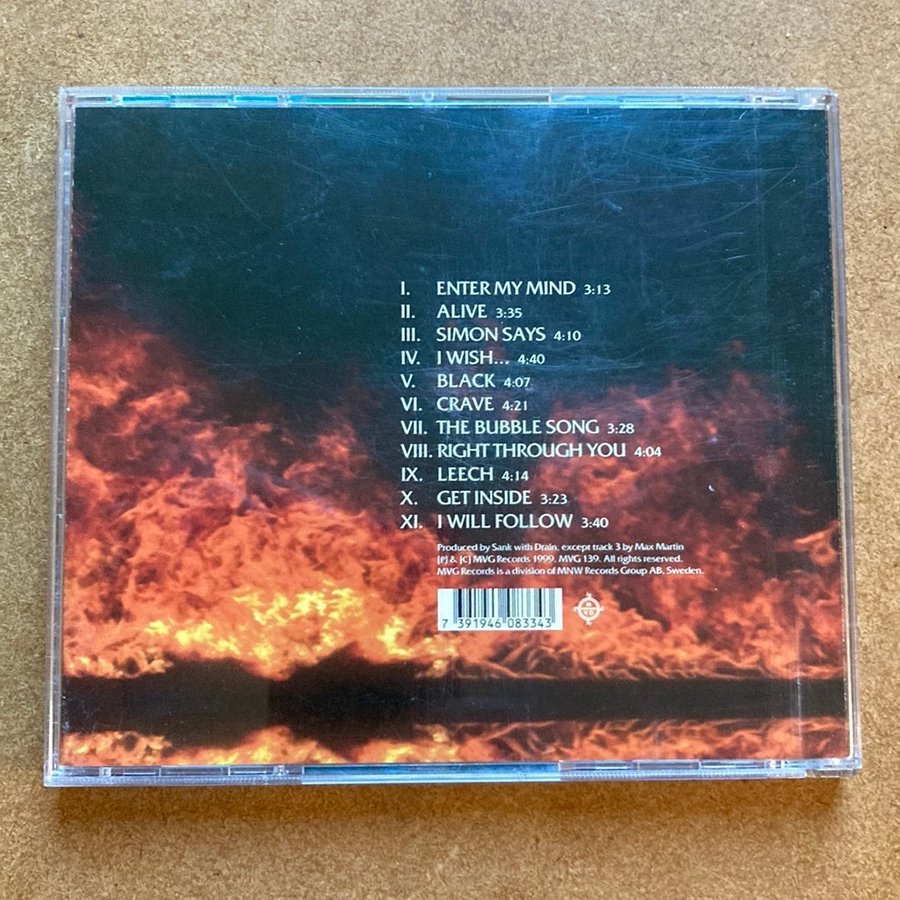 I. ENTER MY MIND 3:13
II. ALIVE 3:35
III. SIMON SAYS 4:10
IV. I WISH... 4:40
V. BLACK 4:07
VI. CRAVE 4:21
VII. THE BUBBLE SONG 3:28
VIII. RIGHT THROUGH YOU 4:04
IX. LEECH 4:14
X. GET INSIDE 3:23
XI. I WILL FOLLOW 3:40
Produced by Sank with Drain, except track 3 by Max Martin
[P] & [C] MVG Records 1999. MVG 139. All rights reserved.
MVG Records is a division of MNW Records Group AB, Sweden.
7 391946 083343